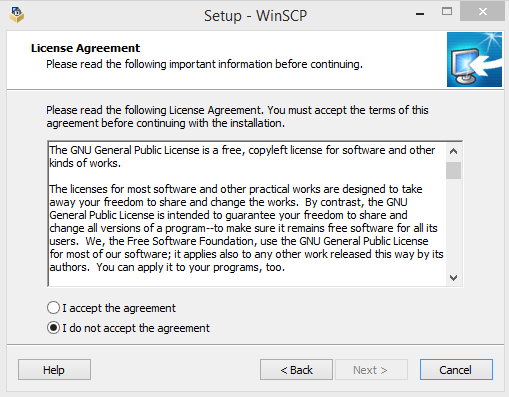 Setup - WinSCP
License Agreement
Please read the following important information before continuing.
Please read the following License Agreement. You must accept the terms of this
agreement before continuing with the installation.
The GNU General Public License is a free, copyleft license for software and other
kinds of works.
The licenses for most software and other practical works are designed to take
away your freedom to share and change the works.  By contrast, the GNU
General Public License is intended to guarantee your freedom to share and
change all versions of a program--to make sure it remains free software for all its
users.  We, the Free Software Foundation, use the GNU General Public License
for most of our software; it applies also to any other work released this way by its
authors.  You can apply it to your programs, too.
I accept the agreement
I do not accept the agreement
Help
< Back
Next >
Cancel